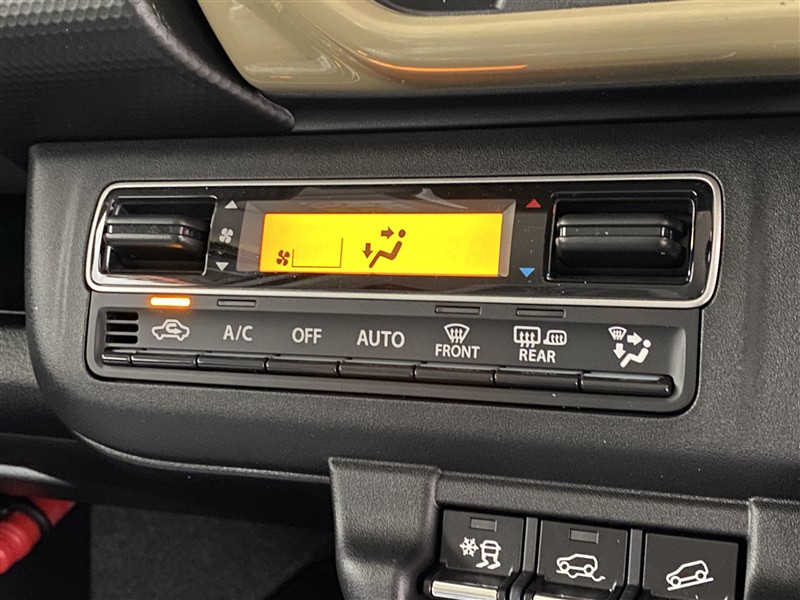 A/C OFF AUTO FRONT REAR